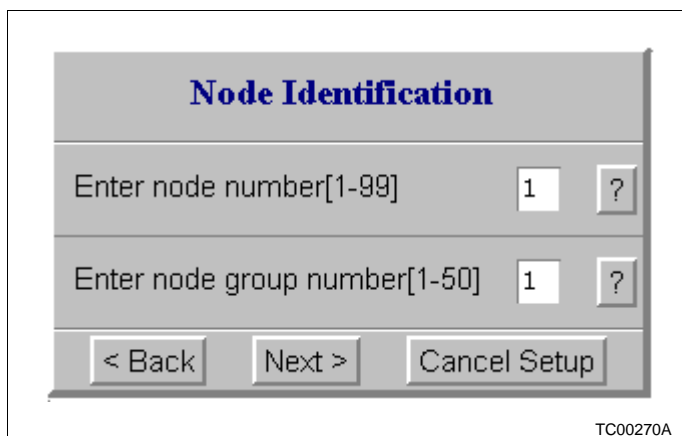 Node Identification
Enter node number[1-99] 1 ?
Enter node group number[1-50] 1 ?
< Back Next > Cancel Setup
TC00270A